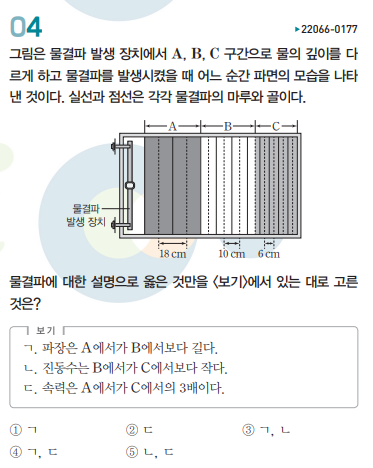 04
▶22066-0177
그림은 물결파 발생 장치에서 A, B, C 구간으로 물의 깊이를 다
르게 하고 물결파를 발생시켰을 때 어느 순간 파면의 모습을 나타
낸 것이다. 실선과 점선은 각각 물결파의 마루와 골이다.
A B C
물결파
발생 장치
18 cm 10 cm 6 cm
물결파에 대한 설명으로 옳은 것만을 〈보기〉에서 있는 대로 고른
것은?
보기
ㄱ. 파장은 A에서가 B에서보다 길다.
ㄴ. 진동수는 B에서가 C에서보다 작다.
ㄷ. 속력은 A에서가 C에서의 3배이다.
① ㄱ ② ㄷ ③ ㄱ, ㄴ
④ ㄱ, ㄷ ⑤ ㄴ, ㄷ